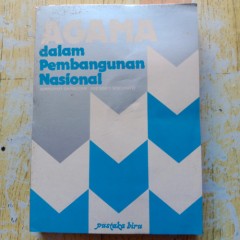 AGAMA
dalam
Pembangunan
Nasional
pustaka biru